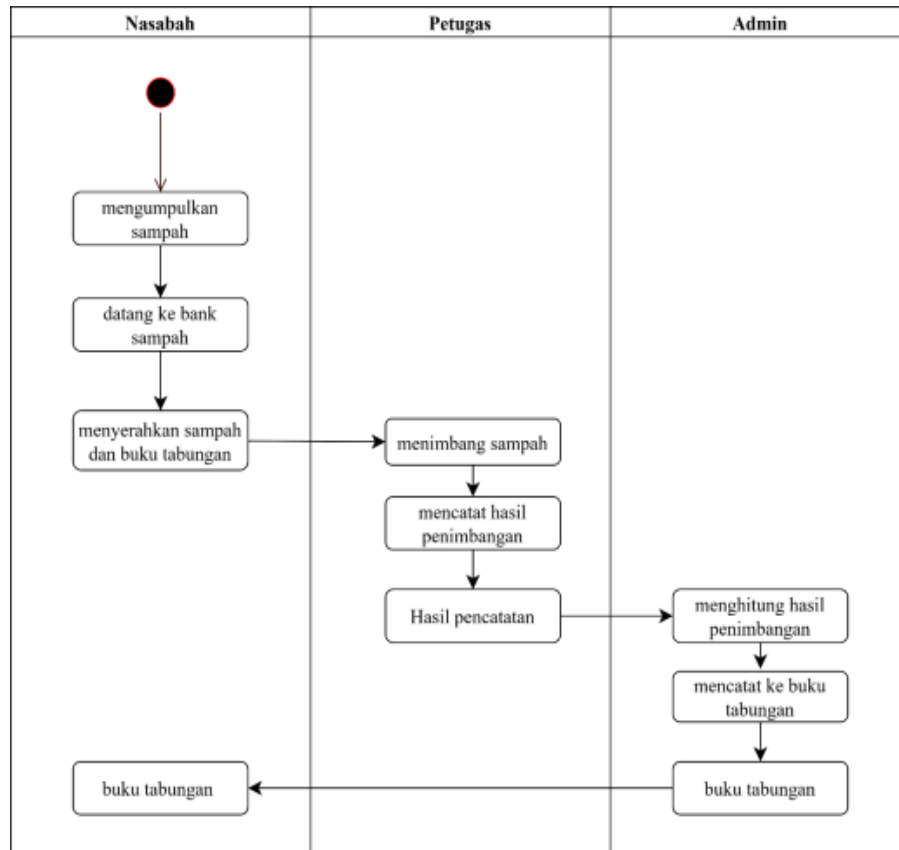 Nasabah
Petugas
Admin
mengumpulkan
sampah
datang ke bank
sampah
menyerahkan sampah
dan buku tabungan
menimbang sampah
mencatat hasil
penimbangan
Hasil pencatatan
menghitung hasil
penimbangan
mencatat ke buku
tabungan
buku tabungan
buku tabungan